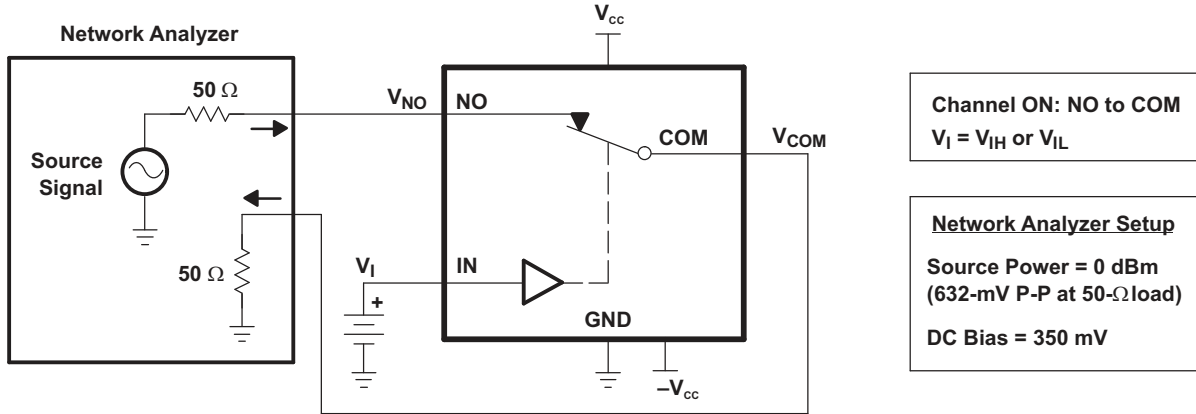 V_CC
Network Analyzer
50 Ω
V_NO
NO
COM
V_COM
Source
Signal
50 Ω
V_I
IN
+
GND
–V_CC
Channel ON: NO to COM
V_I = V_IH or V_IL
Network Analyzer Setup
Source Power = 0 dBm
(632-mV P-P at 50-Ω load)
DC Bias = 350 mV